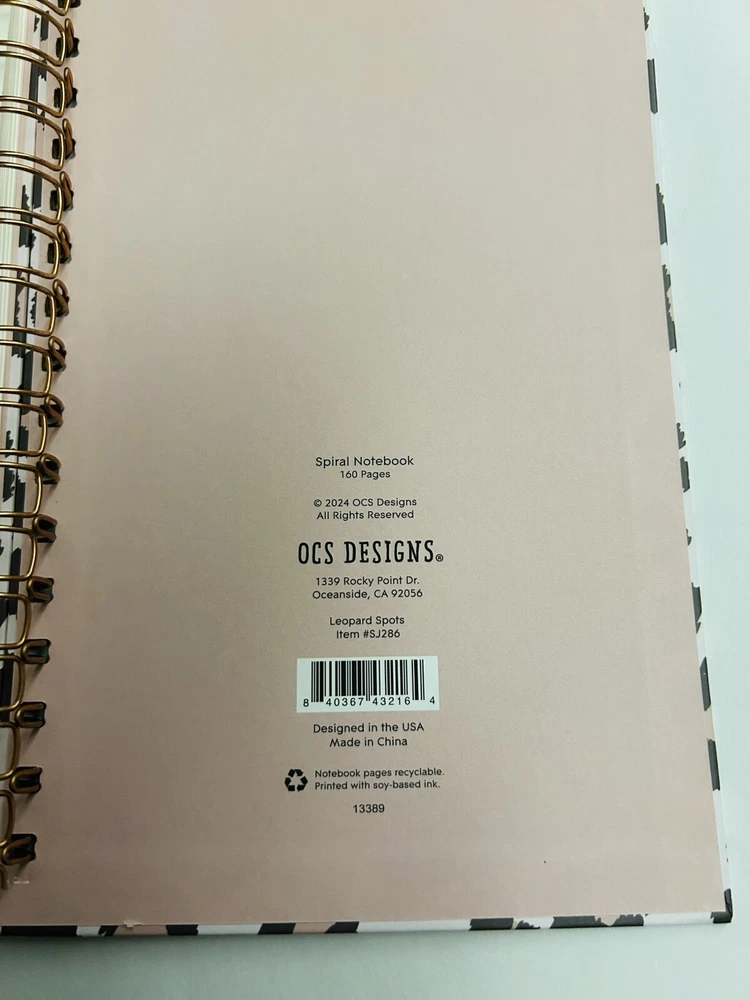 Spiral Notebook
160 Pages
© 2024 OCS Designs
All Rights Reserved
OCS DESIGNS®
1339 Rocky Point Dr.
Oceanside, CA 92056
Leopard Spots
Item #SJ286
8 40367 43216 4
Designed in the USA
Made in China
Notebook pages recyclable.
Printed with soy-based ink.
13389